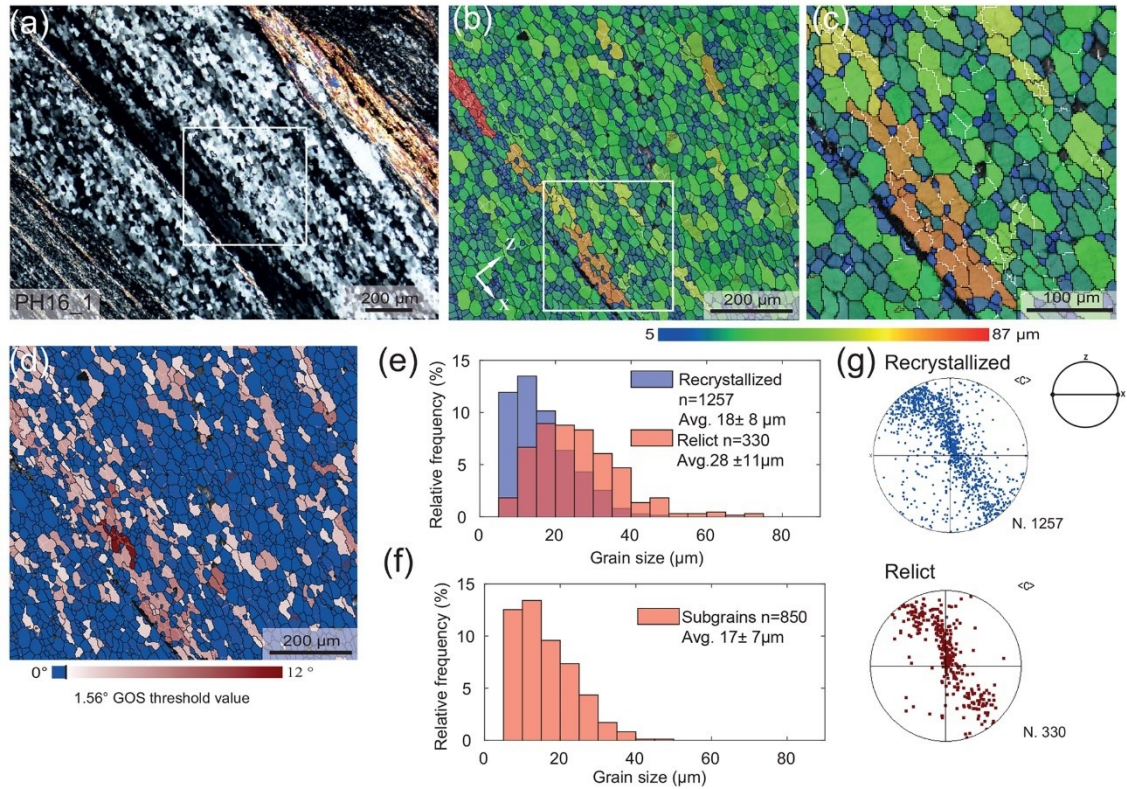 (a)
PH16_1
200 µm
(b)
z
x
200 µm
(c)
100 µm
5
87 µm
(d)
200 µm
0°
12 °
1.56° GOS threshold value
(e)
15
10
5
0
Relative frequency (%)
Recrystallized
n=1257
Avg. 18± 8 µm
Relict n=330
Avg.28 ±11µm
0 20 40 60 80
Grain size (µm)
(f)
15
10
5
0
Relative frequency (%)
Subgrains n=850
Avg. 17± 7µm
0 20 40 60 80
Grain size (µm)
(g)
Recrystallized
<c>
z
x
x
N. 1257
Relict
<c>
N. 330